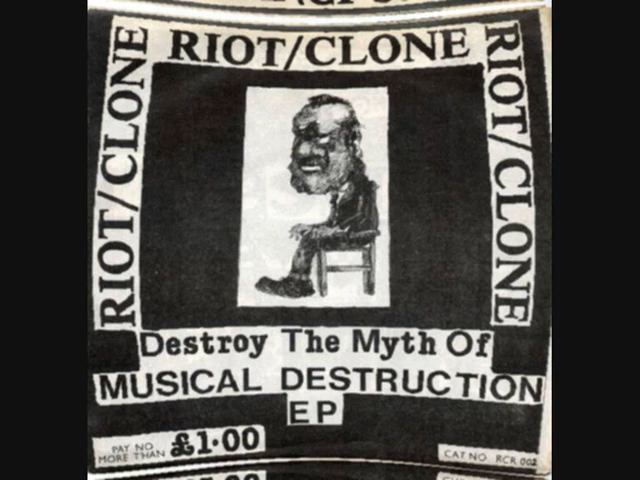 RIOT/CLONE
RIOT/CLONE
RIOT/CLONE
Destroy The Myth Of
MUSICAL DESTRUCTION
EP
PAY NO
MORE THAN £1·00
CAT NO. RCR 002